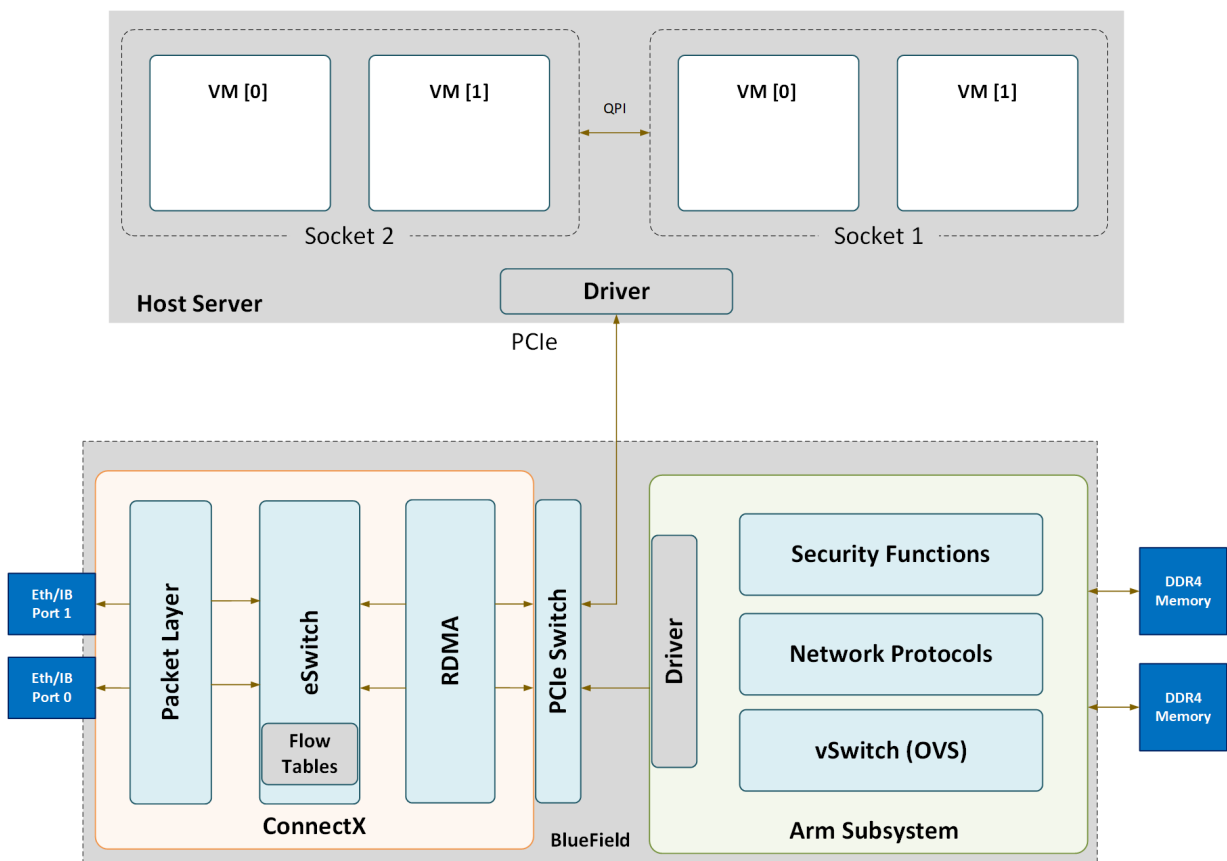 VM [0]
VM [1]
QPI
VM [0]
VM [1]
Socket 2
Socket 1
Driver
Host Server
PCIe
Packet Layer
eSwitch
Flow
Tables
RDMA
PCIe Switch
Driver
Security Functions
Network Protocols
vSwitch (OVS)
Eth/IB
Port 1
Eth/IB
Port 0
DDR4
Memory
DDR4
Memory
ConnectX
BlueField
Arm Subsystem